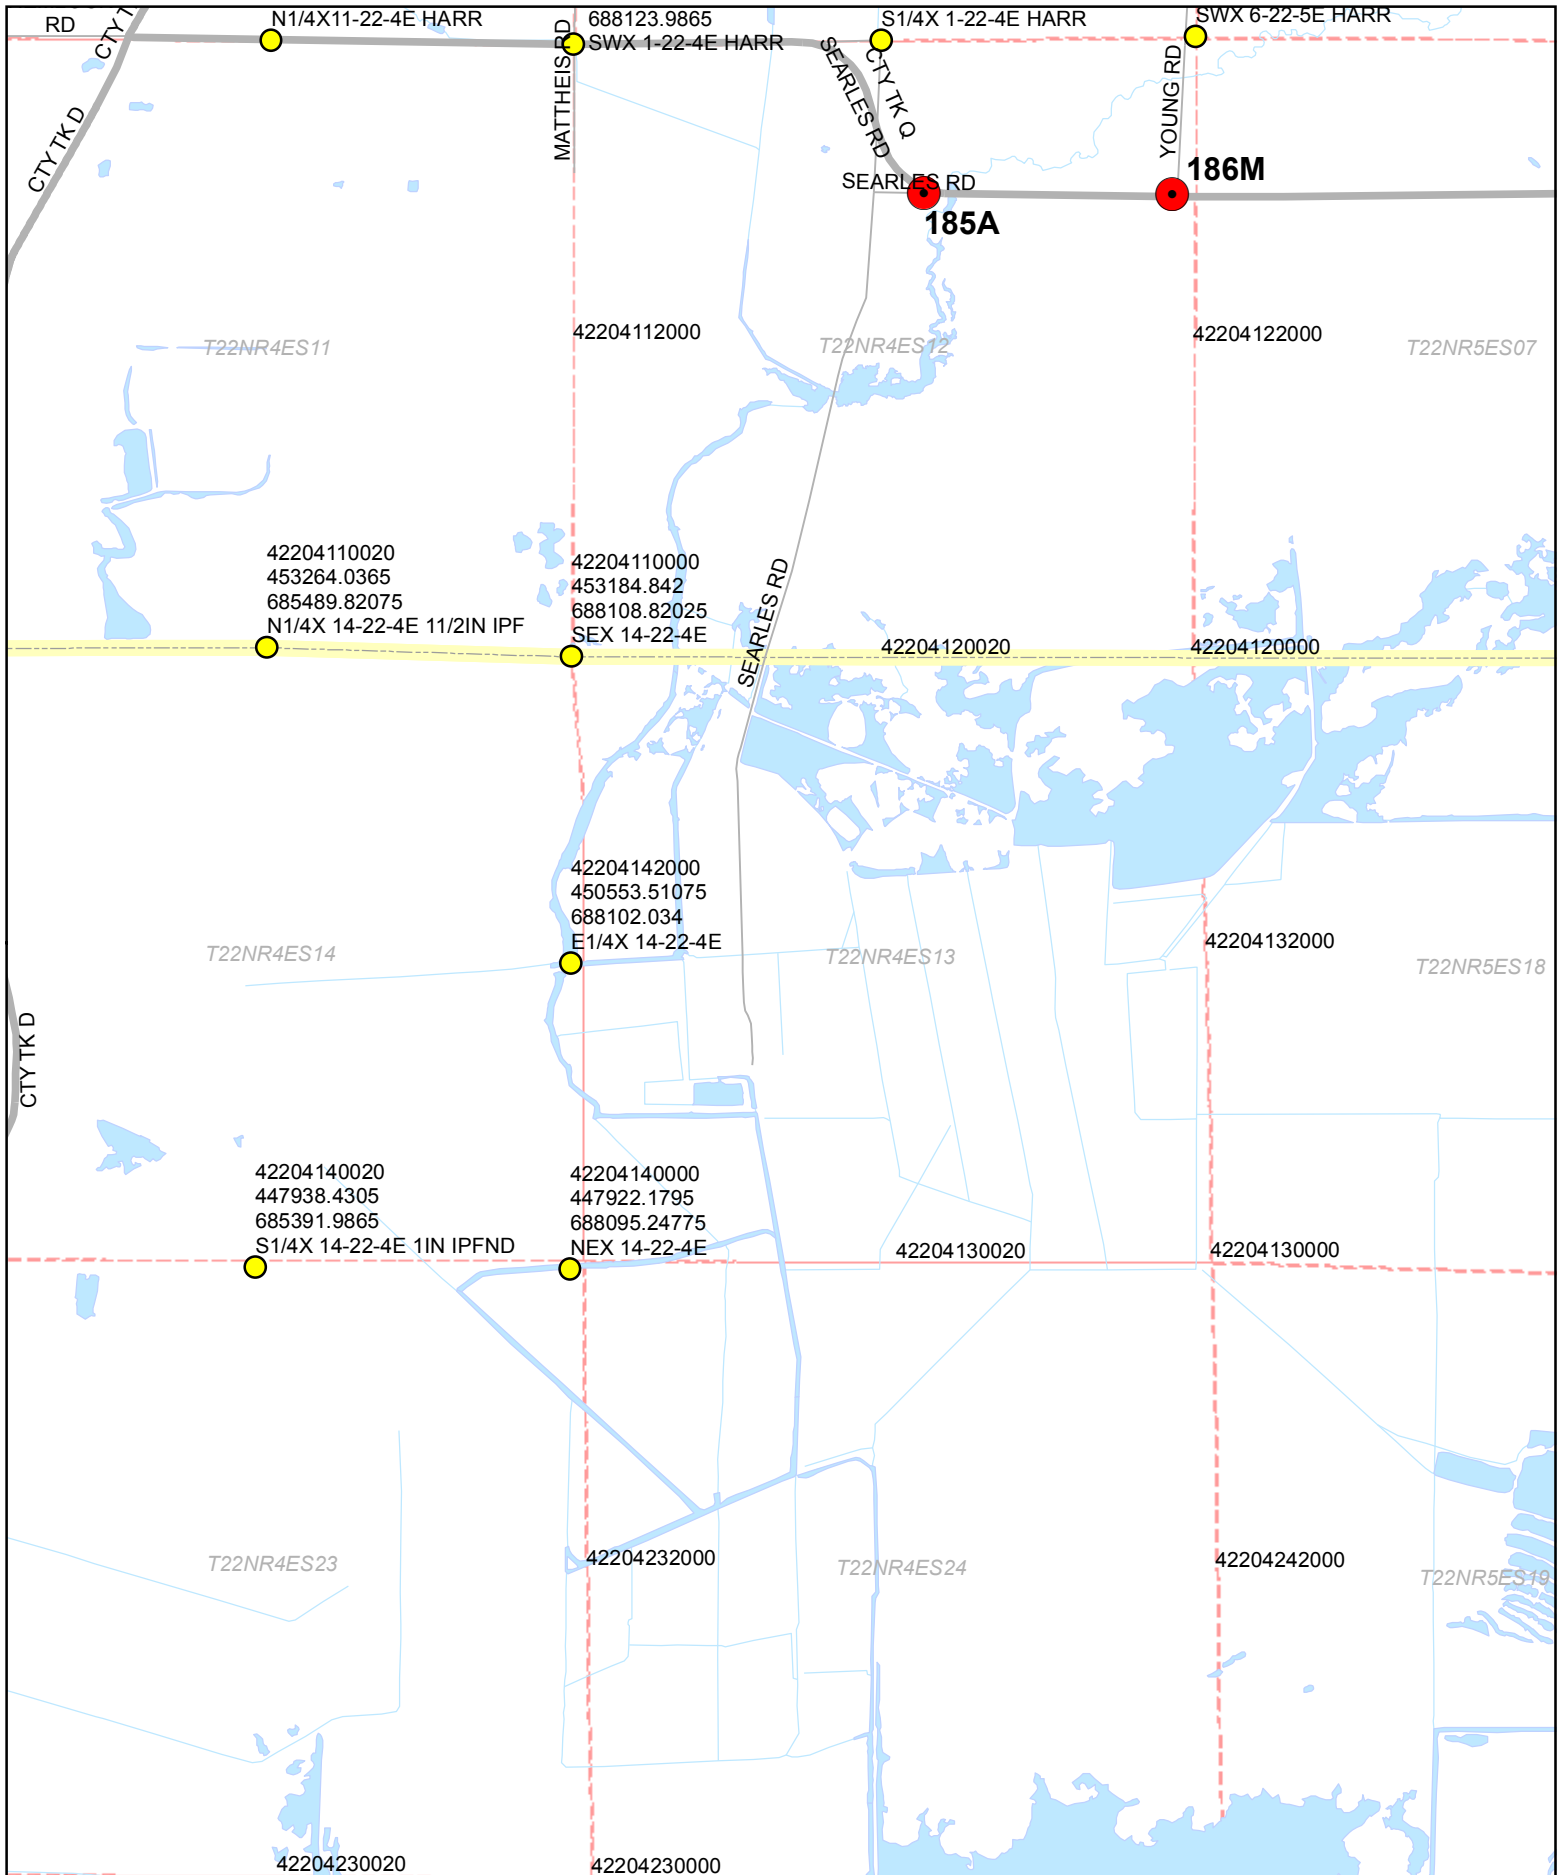 RD
CTY T
N1/4X11-22-4E HARR
688123.9865
SWX 1-22-4E HARR
S1/4X 1-22-4E HARR
SWX 6-22-5E HARR
MATTHEIS RD
SEARLES RD
CTY TK Q
YOUNG RD
CTY TK D
SEARLES RD
186M
185A
42204112000
42204122000
T22NR4ES11
T22NR4ES12
T22NR5ES07
42204110020
453264.0365
685489.82075
N1/4X 14-22-4E 11/2IN IPF
42204110000
453184.842
688108.82025
SEX 14-22-4E
SEARLES RD
42204120020
42204120000
42204142000
450553.51075
688102.034
E1/4X 14-22-4E
T22NR4ES14
T22NR4ES13
42204132000
T22NR5ES18
CTY TK D
42204140020
447938.4305
685391.9865
S1/4X 14-22-4E 1IN IPFND
42204140000
447922.1795
688095.24775
NEX 14-22-4E
42204130020
42204130000
T22NR4ES23
42204232000
T22NR4ES24
42204242000
T22NR5ES19
42204230020
42204230000